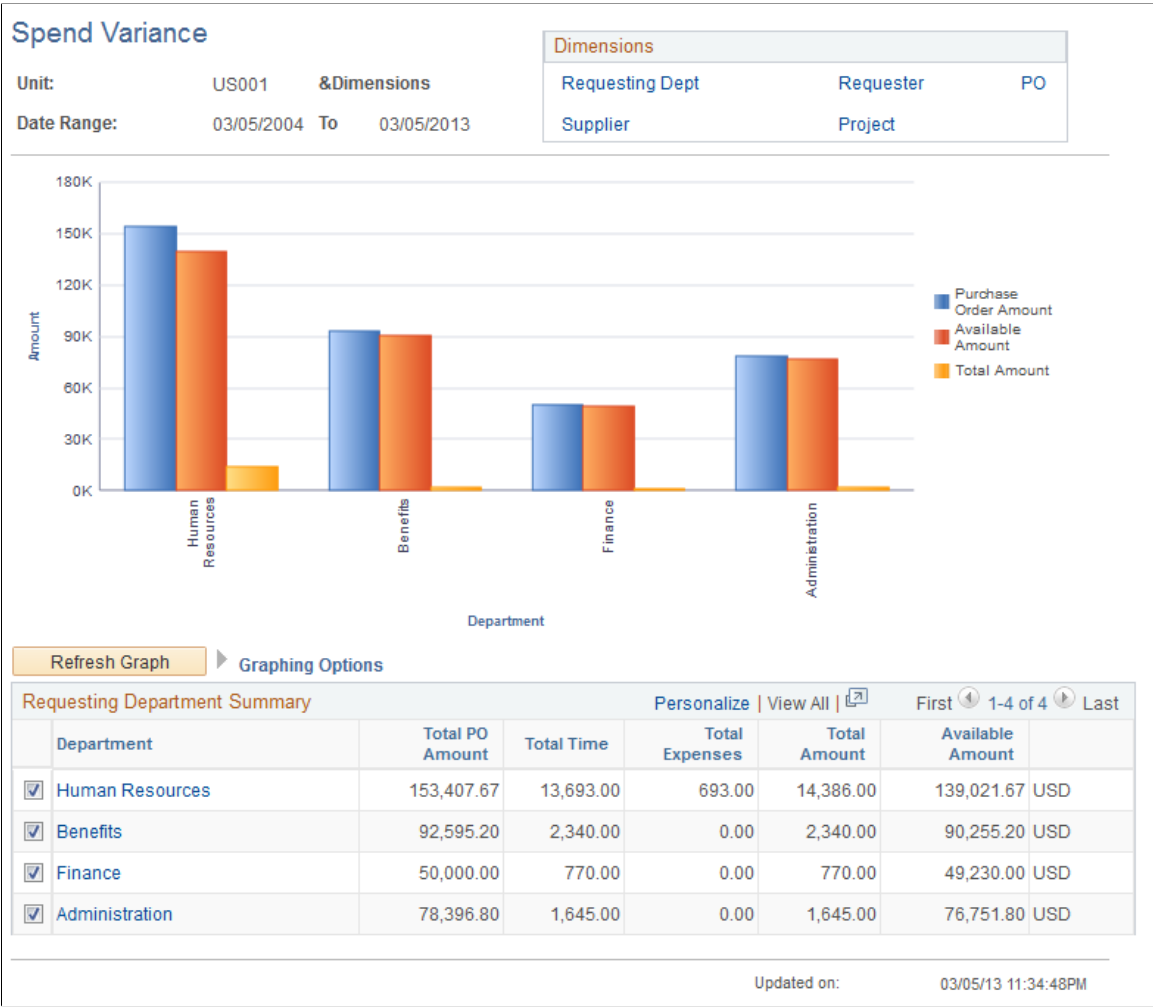 Spend Variance
Dimensions
Unit: US001 &Dimensions
Requesting Dept Requester PO
Date Range: 03/05/2004 To 03/05/2013
Supplier Project
180K
150K
120K
90K
60K
30K
0K
Amount
Purchase
Order Amount
Available
Amount
Total Amount
Human
Resources
Benefits
Finance
Administration
Department
Refresh Graph Graphing Options
Requesting Department Summary Personalize | View All | First 1-4 of 4 Last
Department Total PO Amount Total Time Total Expenses Total Amount Available Amount
Human Resources 153,407.67 13,693.00 693.00 14,386.00 139,021.67 USD
Benefits 92,595.20 2,340.00 0.00 2,340.00 90,255.20 USD
Finance 50,000.00 770.00 0.00 770.00 49,230.00 USD
Administration 78,396.80 1,645.00 0.00 1,645.00 76,751.80 USD
Updated on: 03/05/13 11:34:48PM